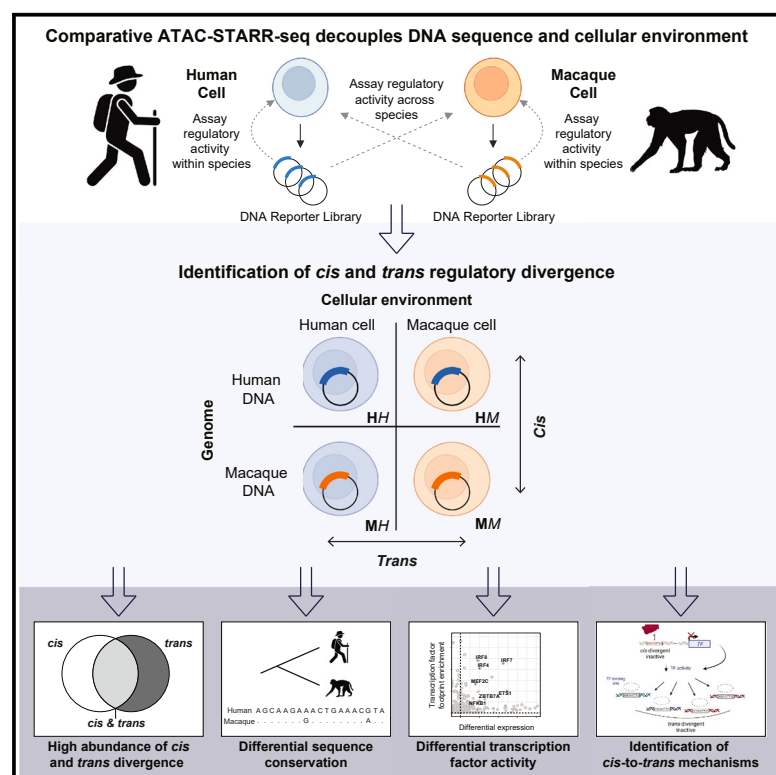 Comparative ATAC-STARR-seq decouples DNA sequence and cellular environment
Human
Cell
Assay
regulatory
activity
within species
Assay regulatory
activity across
species
Macaque
Cell
Assay
regulatory
activity
within species
DNA Reporter Library
DNA Reporter Library
Identification of cis and trans regulatory divergence
Cellular environment
Human cell
Macaque cell
Genome
Human
DNA
HH
HM
Cis
Macaque
DNA
MH
MM
Trans
cis
trans
cis & trans
High abundance of cis
and trans divergence
Human AGCAAGAAACTGAAACGTA
Macaque . . . . . . . G . . . . . . . . . A . .
Differential sequence
conservation
Transcription factor
footprint enrichment
IRF8
IRF4
IRF7
MEF2C
ZBTB7A
ETS1
NFKB1
Differential expression
Differential transcription
factor activity
TF
cis divergent
inactive
TF activity
TF binding
site
trans divergent
inactive
Identification of
cis-to-trans mechanisms